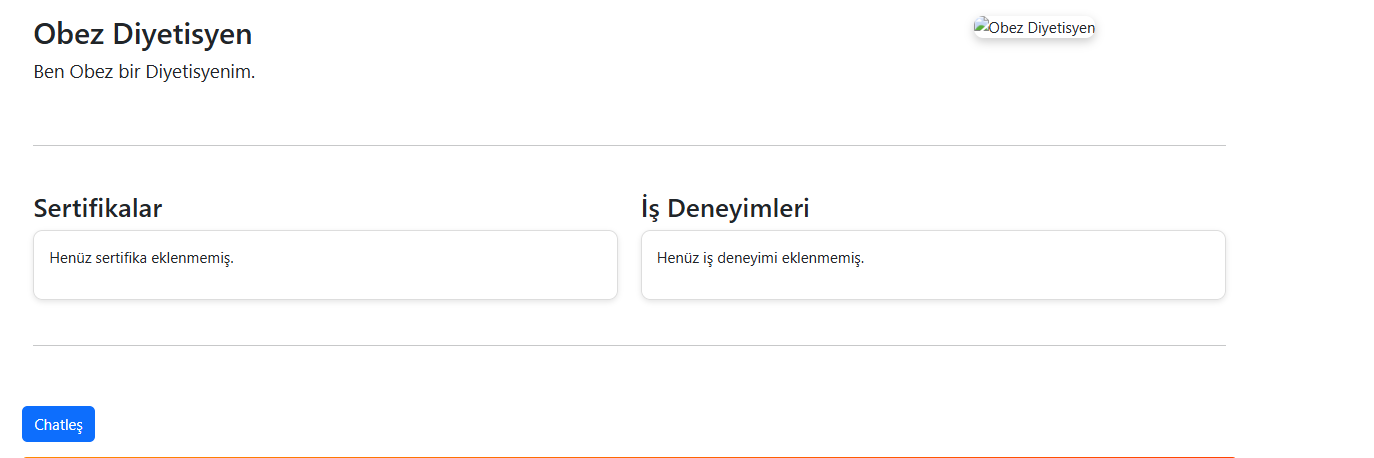 Obez Diyetisyen
Obez Diyetisyen
Ben Obez bir Diyetisyenim.
Sertifikalar
Henüz sertifika eklenmemiş.
İş Deneyimleri
Henüz iş deneyimi eklenmemiş.
Chatleş